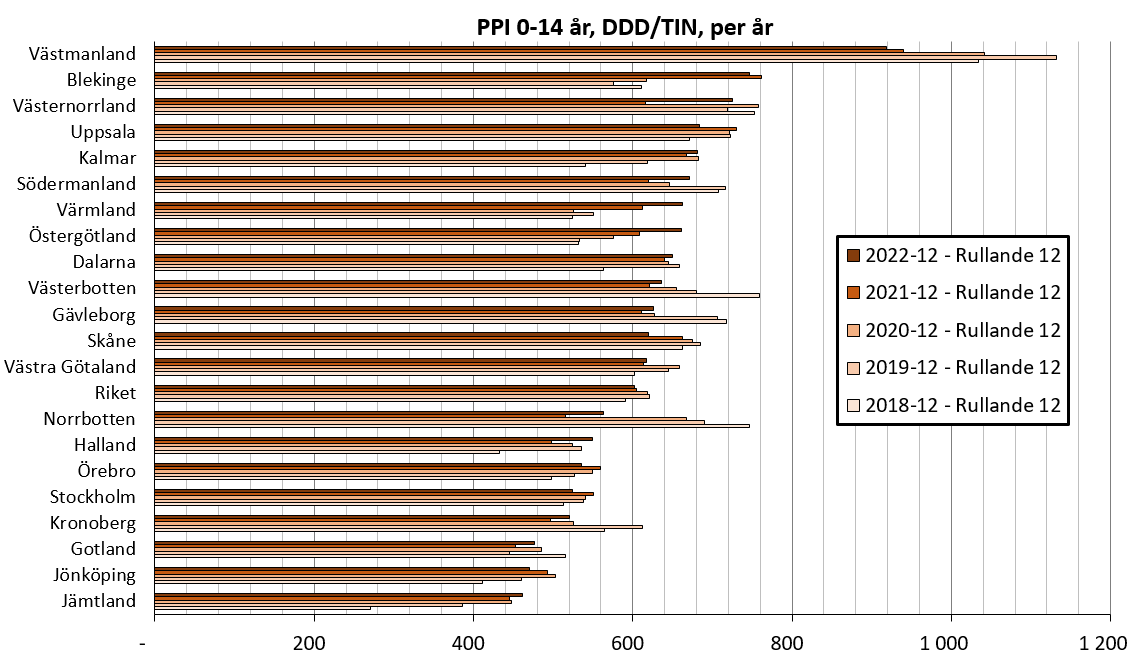 PPI 0-14 år, DDD/TIN, per år
Västmanland
Blekinge
Västernorrland
Uppsala
Kalmar
Södermanland
Värmland
Östergötland
Dalarna
Västerbotten
Gävleborg
Skåne
Västra Götaland
Riket
Norrbotten
Halland
Örebro
Stockholm
Kronoberg
Gotland
Jönköping
Jämtland
2022-12 - Rullande 12
2021-12 - Rullande 12
2020-12 - Rullande 12
2019-12 - Rullande 12
2018-12 - Rullande 12
- 200 400 600 800 1 000 1 200